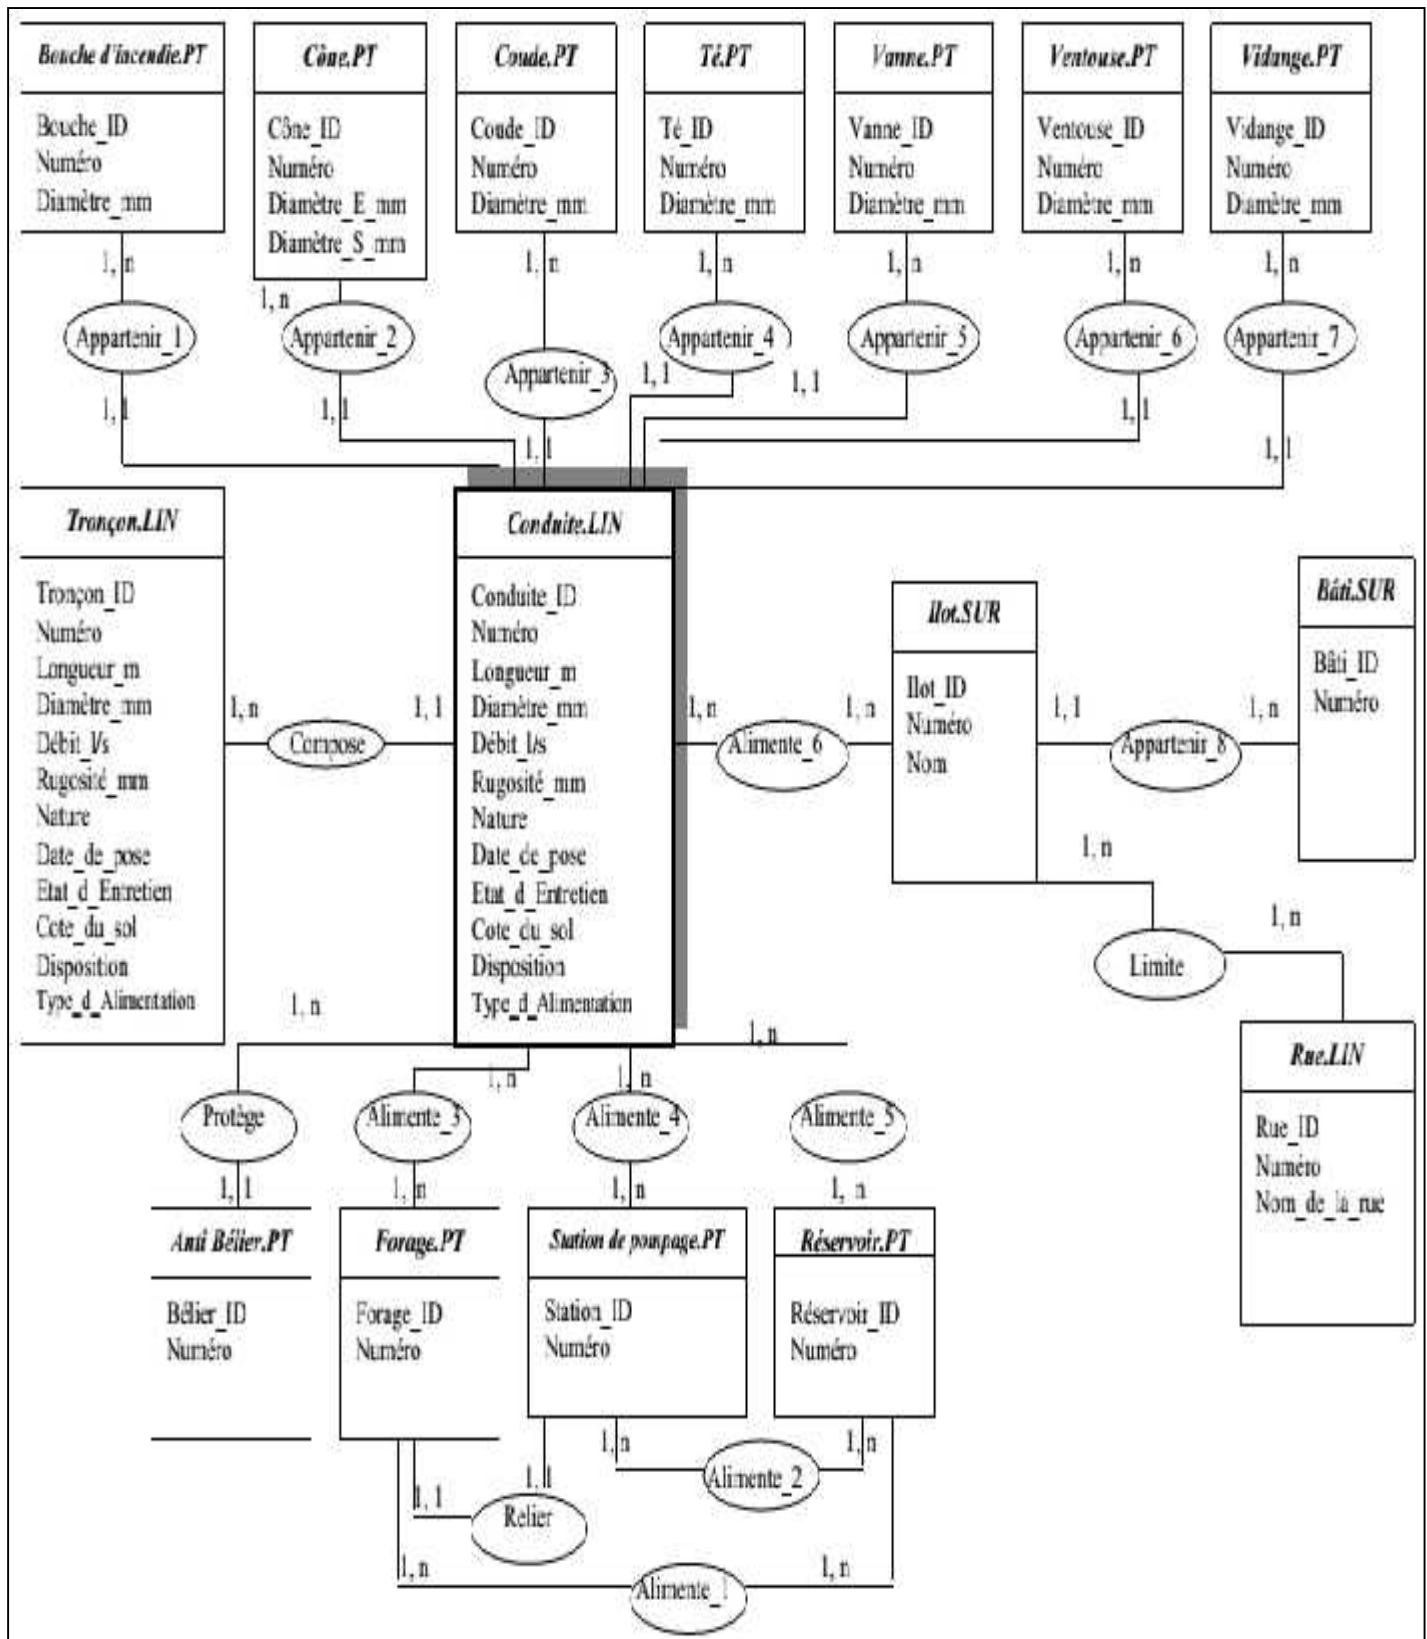 Bouche d'incendie.PT
Bouche_ID
Numéro
Diamètre_mm
Cône.PT
Cône_ID
Numéro
Diamètre_E_mm
Diamètre_S_mm
Coude.PT
Coude_ID
Numéro
Diamètre_mm
Té.PT
Té_ID
Numéro
Diamètre_mm
Vanne.PT
Vanne_ID
Numéro
Diamètre_mm
Ventouse.PT
Ventouse_ID
Numéro
Diamètre_mm
Vidange.PT
Vidange_ID
Numéro
Diamètre_mm
1, n
1, n
1, n
1, n
1, n
1, n
1, n
Appartenir_1
Appartenir_2
Appartenir_3
Appartenir_4
Appartenir_5
Appartenir_6
Appartenir_7
1, 1
1, 1
1, 1
1, 1
1, 1
1, 1
1, 1
Tronçon.LIN
Tronçon_ID
Numéro
Longueur_m
Diamètre_mm
Débit_l/s
Rugosité_mm
Nature
Date_de_pose
Etat_d_Entretien
Cote_du_sol
Disposition
Type_d_Alimentation
1, n
Compose
1, 1
Conduite.LIN
Conduite_ID
Numéro
Longueur_m
Diamètre_mm
Débit_l/s
Rugosité_mm
Nature
Date_de_pose
Etat_d_Entretien
Cote_du_sol
Disposition
Type_d_Alimentation
1, n
Alimente_6
1, n
Ilot.SUR
Ilot_ID
Numéro
Nom
1, 1
Appartenir_8
1, n
Bâti.SUR
Bâti_ID
Numéro
1, n
Limite
1, n
Rue.LIN
Rue_ID
Numéro
Nom_de_la_rue
1, n
1, n
1, n
1, n
Protège
Alimente_3
Alimente_4
Alimente_5
1, 1
1, n
1, n
1, n
Anti Bélier.PT
Bélier_ID
Numéro
Forage.PT
Forage_ID
Numéro
Station de pompage.PT
Station_ID
Numéro
Réservoir.PT
Réservoir_ID
Numéro
1, n
Alimente_2
1, n
1, 1
Relier
1, 1
1, n
Alimente_1
1, n